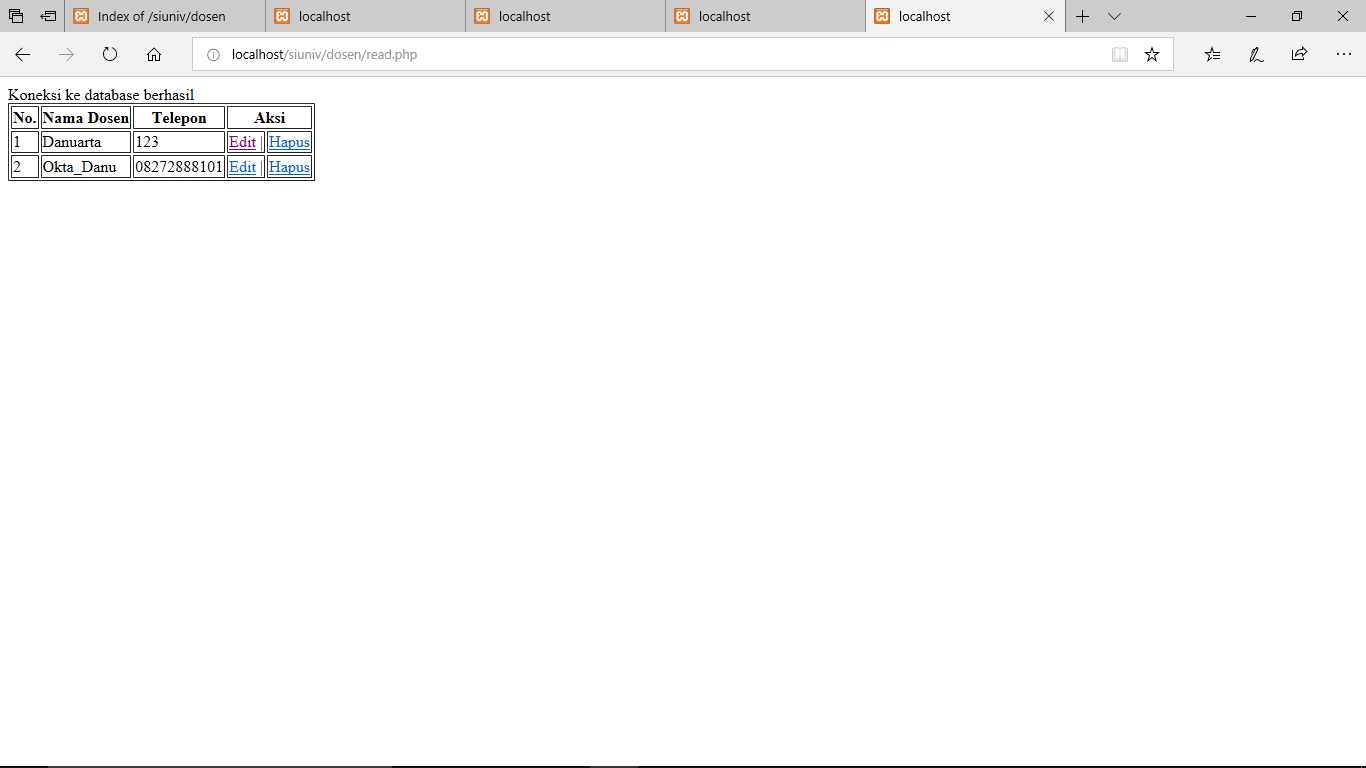 Index of /siuniv/dosen localhost localhost localhost localhost
localhost/siuniv/dosen/read.php
Koneksi ke database berhasil
No. Nama Dosen Telepon Aksi
1 Danuarta 123 Edit | Hapus
2 Okta_Danu 08272888101 Edit | Hapus